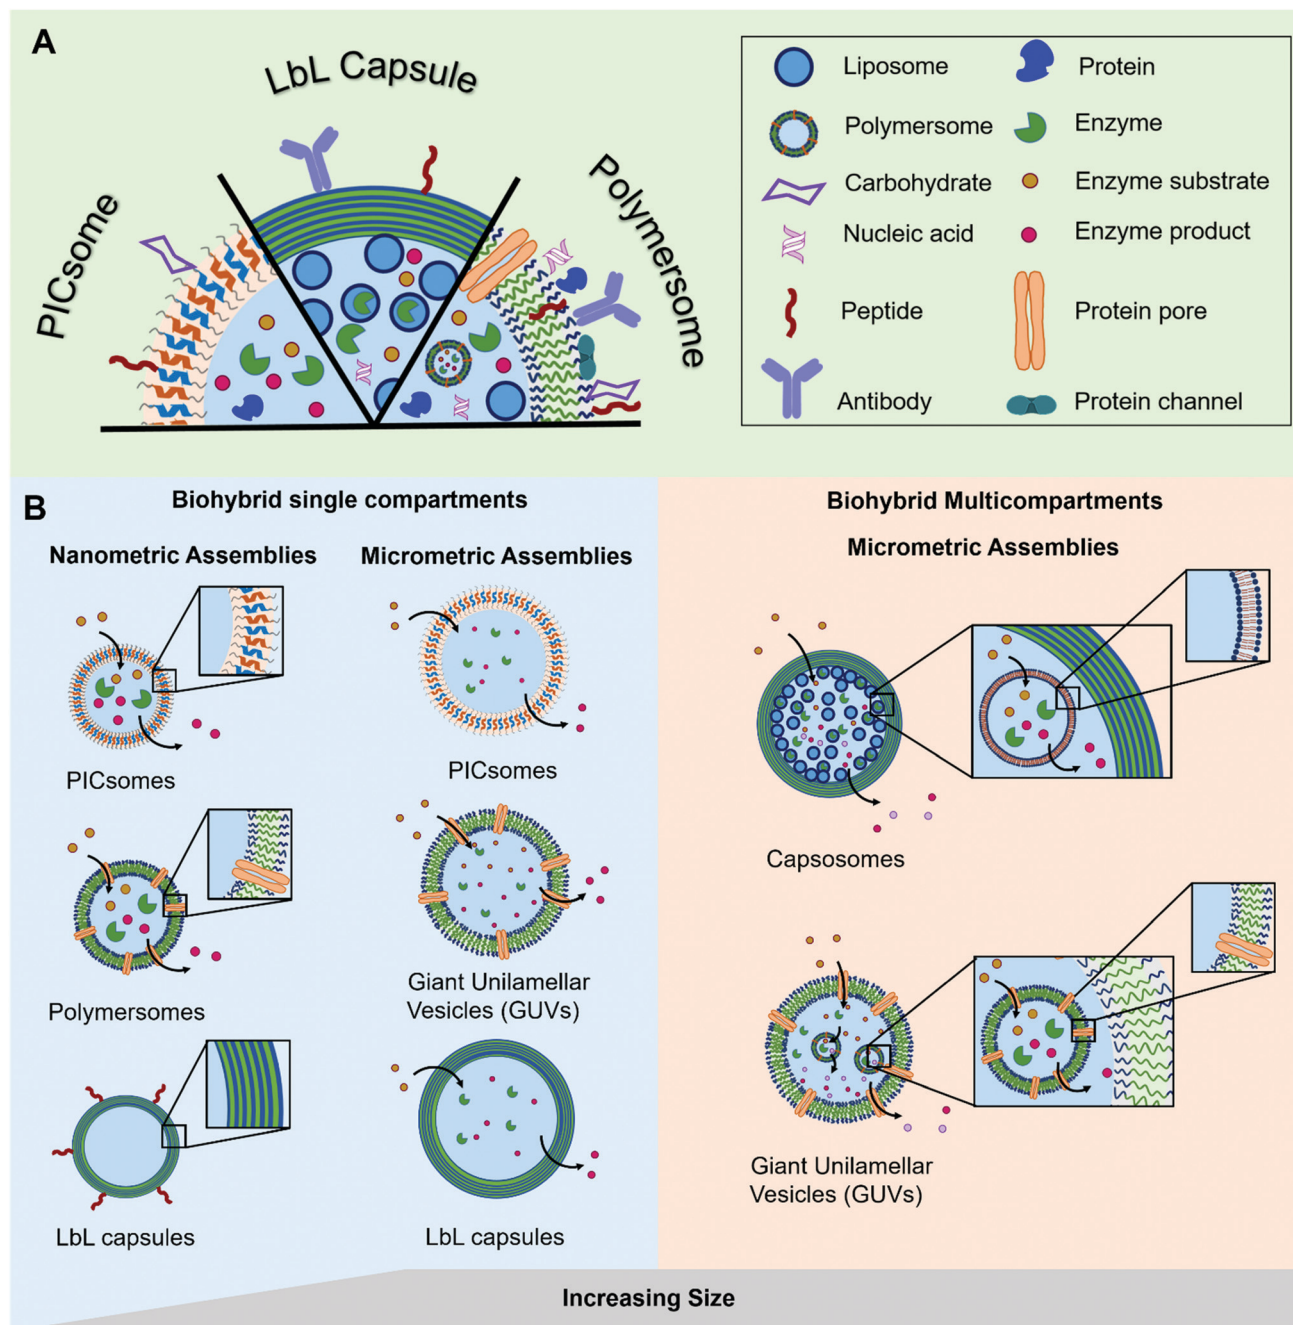 A
LbL Capsule
PICsome
Polymersome
Liposome
Protein
Polymersome
Enzyme
Carbohydrate
Enzyme substrate
Nucleic acid
Enzyme product
Peptide
Protein pore
Antibody
Protein channel
B
Biohybrid single compartments
Biohybrid Multicompartments
Nanometric Assemblies
Micrometric Assemblies
Micrometric Assemblies
PICsomes
PICsomes
Capsosomes
Polymersomes
Giant Unilamellar
Vesicles (GUVs)
Giant Unilamellar
Vesicles (GUVs)
LbL capsules
LbL capsules
Increasing Size